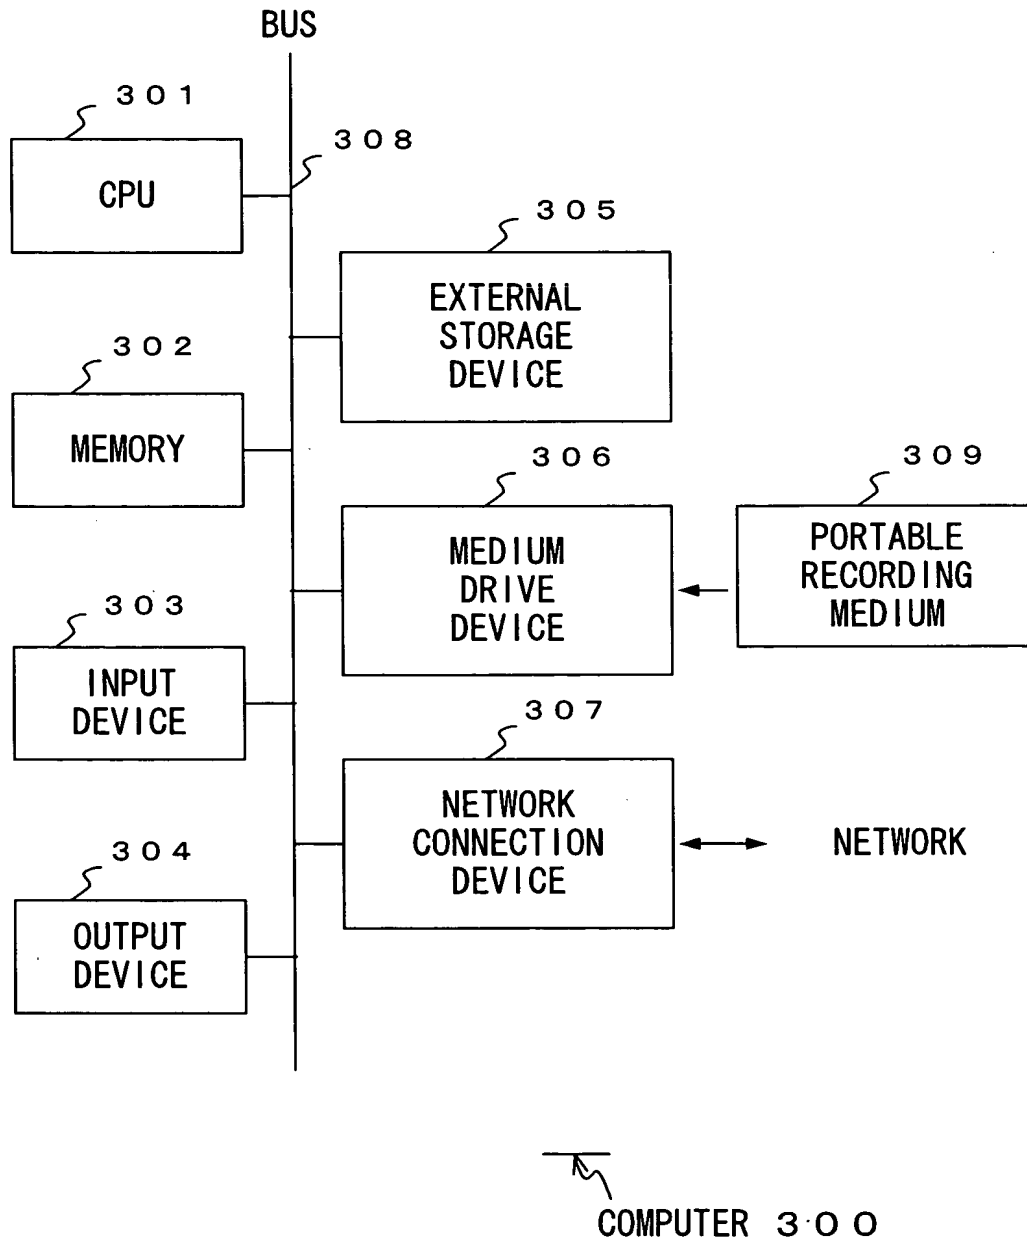 BUS
301
CPU
308
305
EXTERNAL
STORAGE
DEVICE
302
MEMORY
306
MEDIUM
DRIVE
DEVICE
309
PORTABLE
RECORDING
MEDIUM
303
INPUT
DEVICE
307
NETWORK
CONNECTION
DEVICE
NETWORK
304
OUTPUT
DEVICE
COMPUTER 300